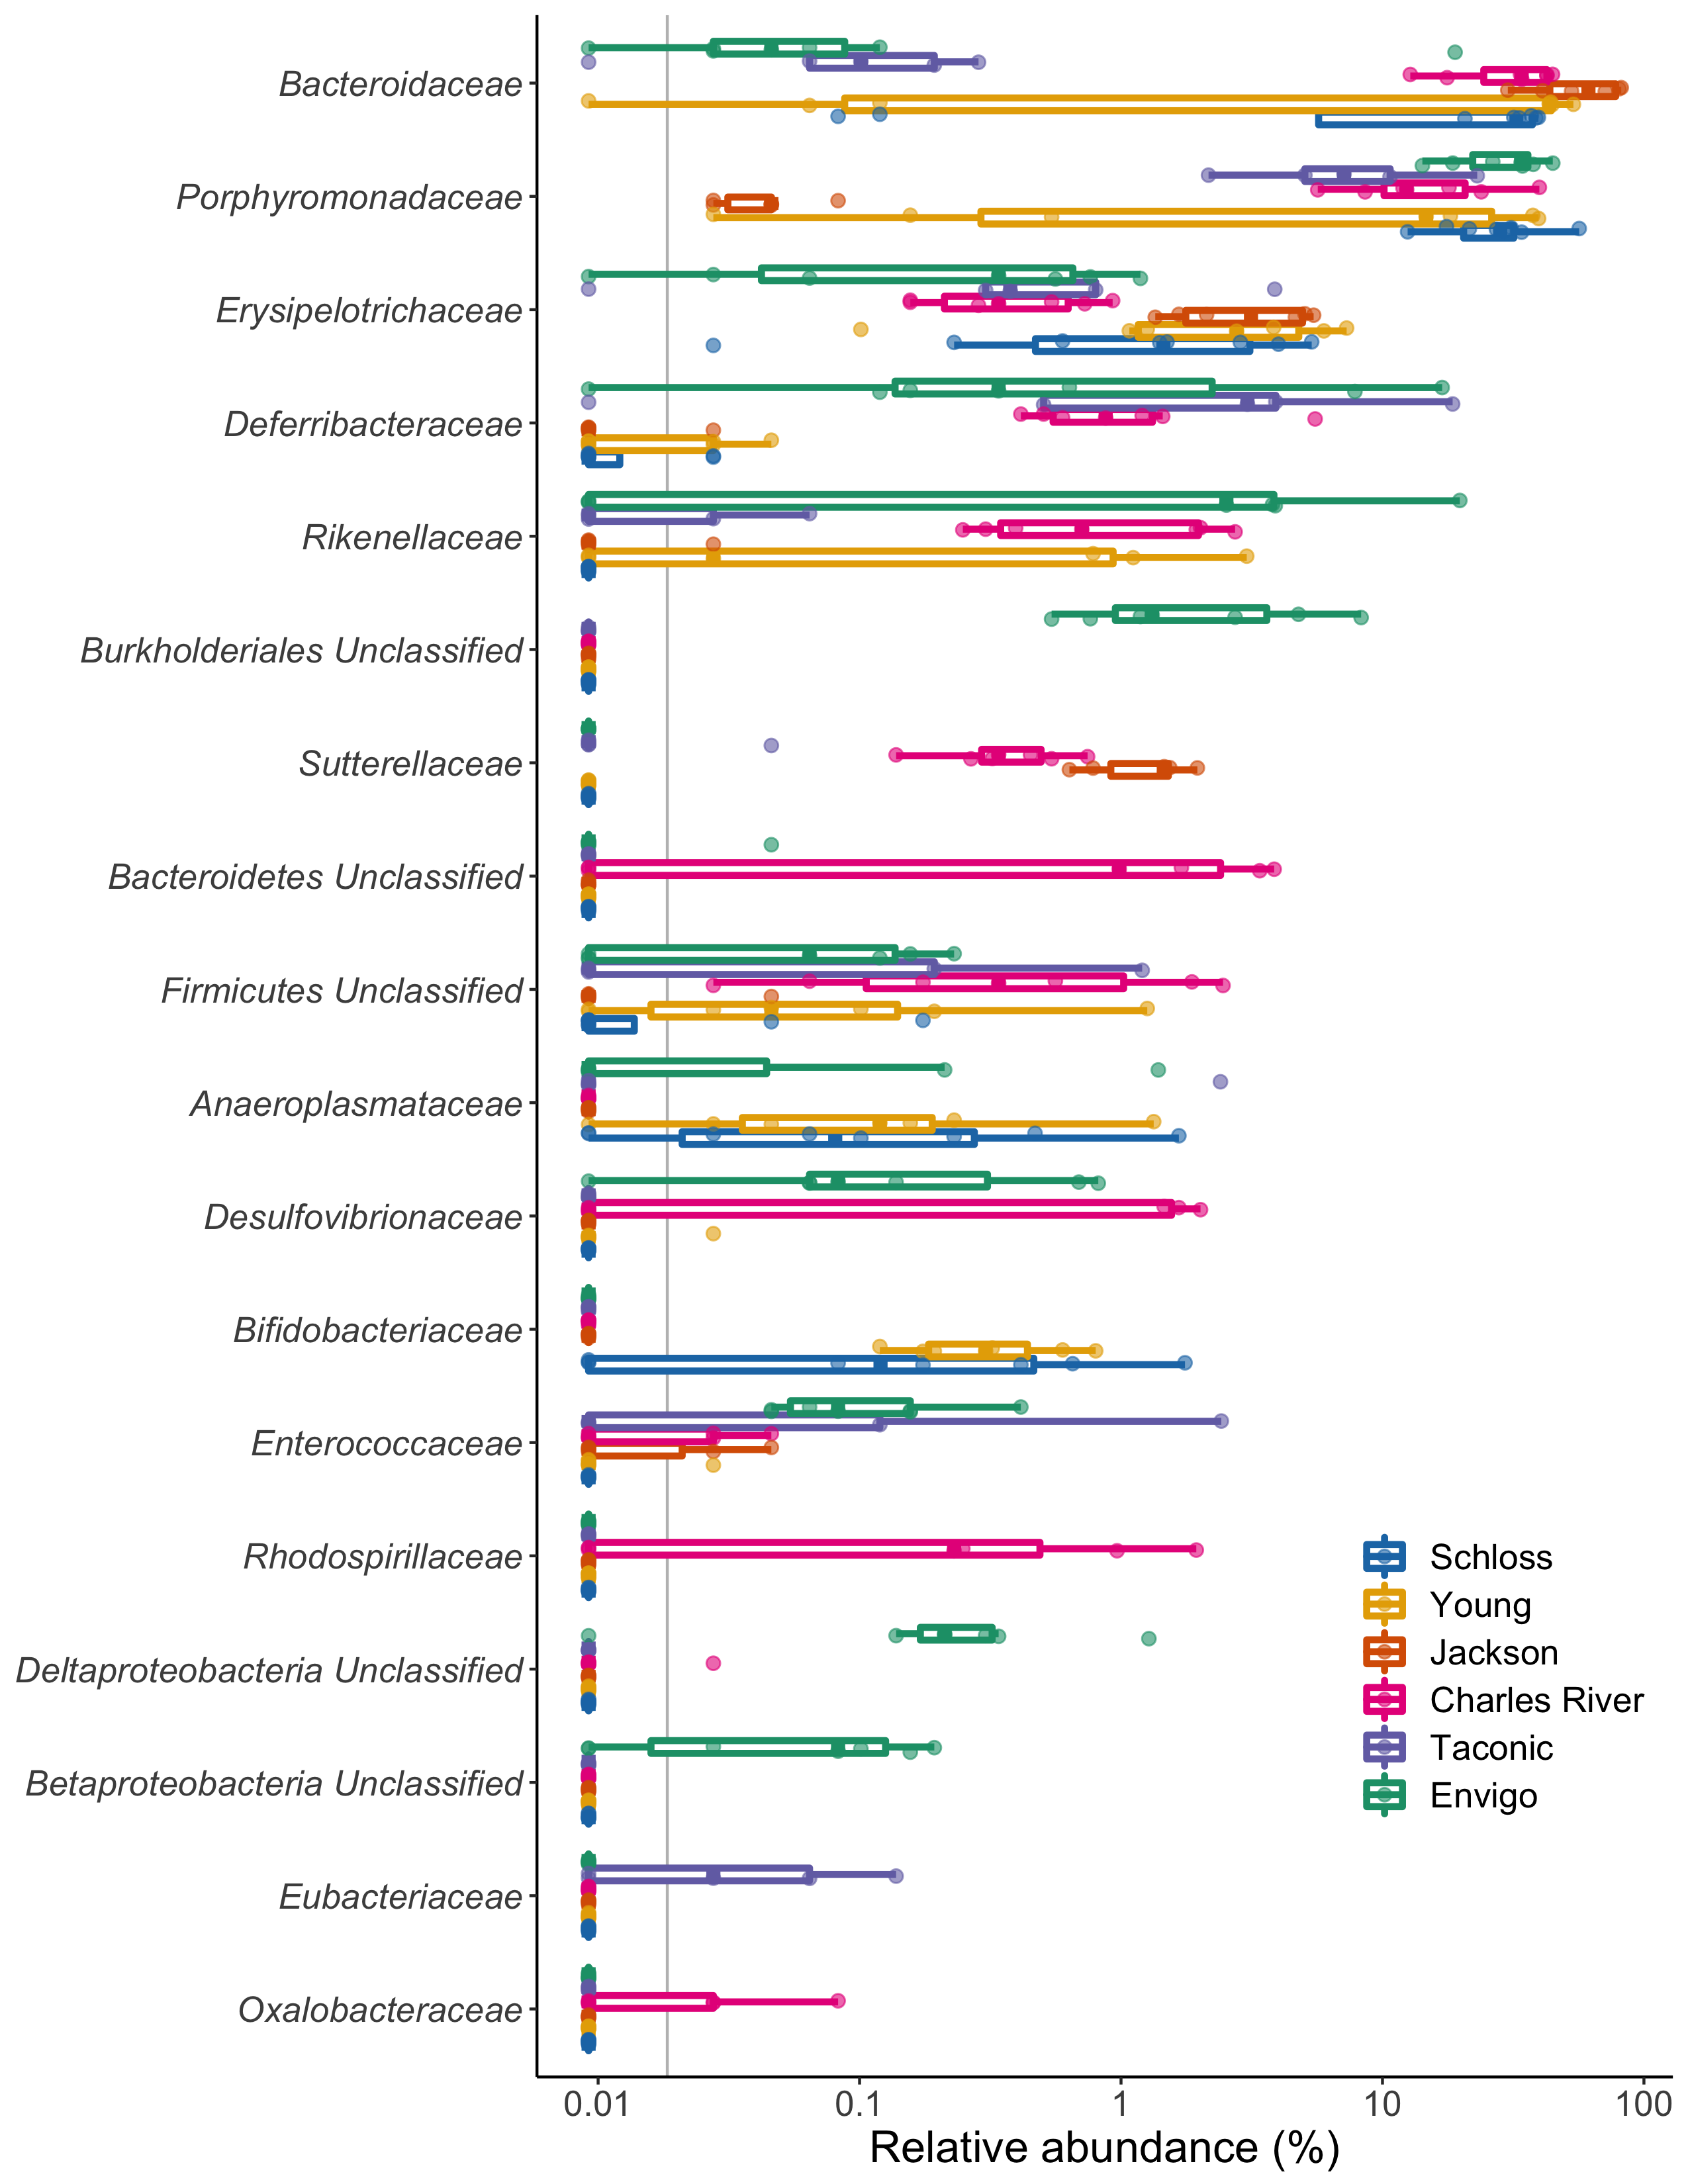 Bacteroidaceae
Porphyromonadaceae
Erysipelotrichaceae
Deferribacteraceae
Rikenellaceae
Burkholderiales Unclassified
Sutterellaceae
Bacteroidetes Unclassified
Firmicutes Unclassified
Anaeroplasmataceae
Desulfovibrionaceae
Bifidobacteriaceae
Enterococcaceae
Rhodospirillaceae
Deltaproteobacteria Unclassified
Betaproteobacteria Unclassified
Eubacteriaceae
Oxalobacteraceae
Schloss
Young
Jackson
Charles River
Taconic
Envigo
0.01 0.1 1 10 100
Relative abundance (%)